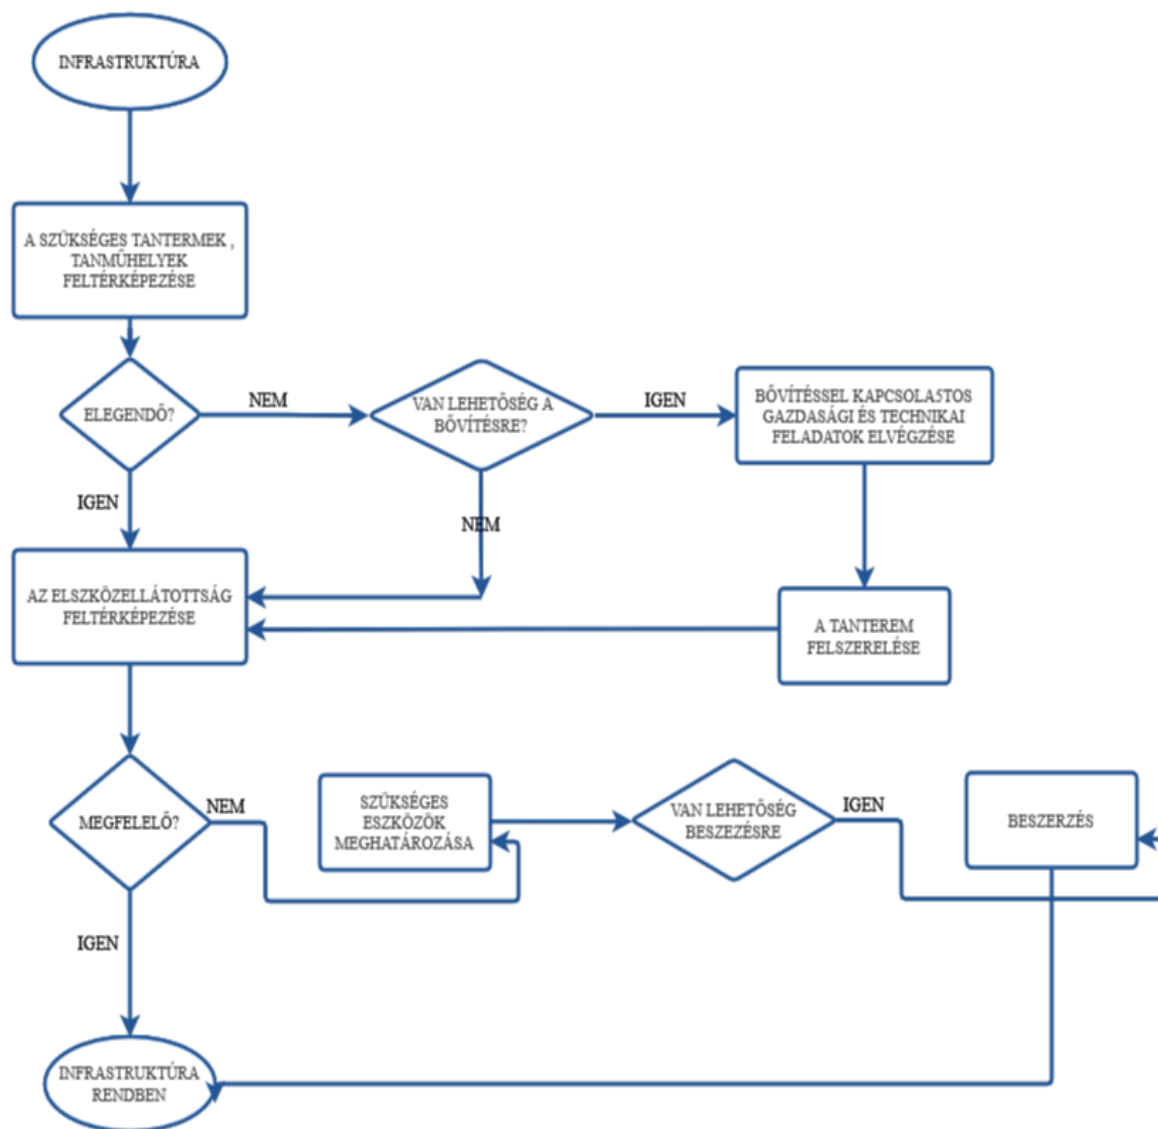 INFRASTRUKTÚRA
A SZÜKSÉGES TANTERMEK ,
TANMŰHELYEK
FELTÉRKÉPEZÉSE
ELEGENDŐ?
NEM
VAN LEHETŐSÉG A
BŐVÍTÉSRE?
IGEN
BŐVÍTÉSSEL KAPCSOLA5TOS
GAZDASÁGI ÉS TECHNIKAI
FELADATOK ELVÉGZÉSE
IGEN
NEM
AZ ELSZKÖZELLÁTOTTSÁG
FELTÉRKÉPEZÉSE
A TANTEREM
FELSZERELÉSE
MEGFELELŐ?
NEM
SZÜKSÉGES
ESZKÖZÖK
MEGHATÁROZÁSA
VAN LEHETŐSÉG
BESZEZÉSRE
IGEN
BESZERZÉS
IGEN
INFRASTRUKTÚRA
RENDBEN